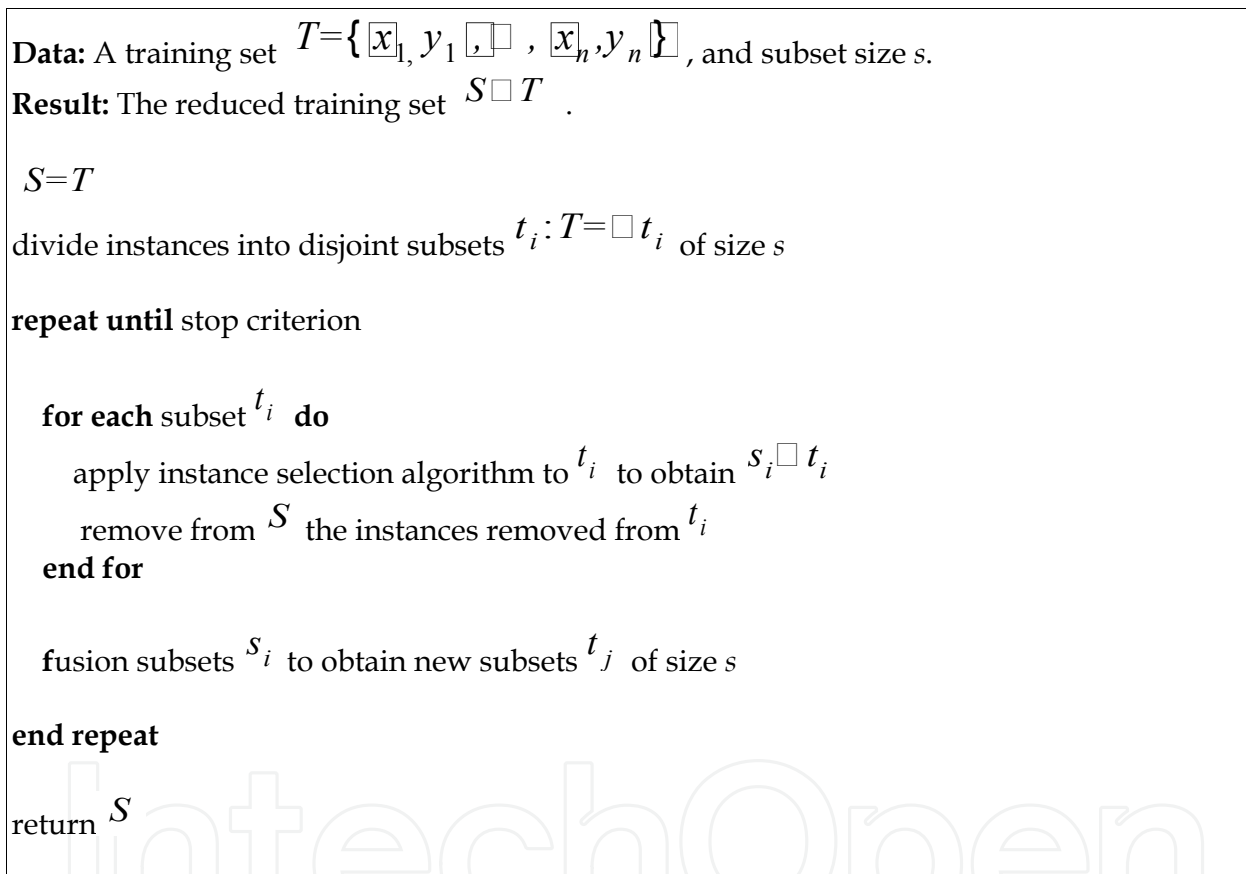 Data: A training set T={ □x₁, y₁ □,□ , □xₙ,yₙ □}□ , and subset size s.
Result: The reduced training set S□T .
S=T
divide instances into disjoint subsets tᵢ:T=□tᵢ of size s
repeat until stop criterion
for each subset tᵢ do
apply instance selection algorithm to tᵢ to obtain sᵢ□tᵢ
remove from S the instances removed from tᵢ
end for
fusion subsets sᵢ to obtain new subsets tⱼ of size s
end repeat
return S
IntechOpen